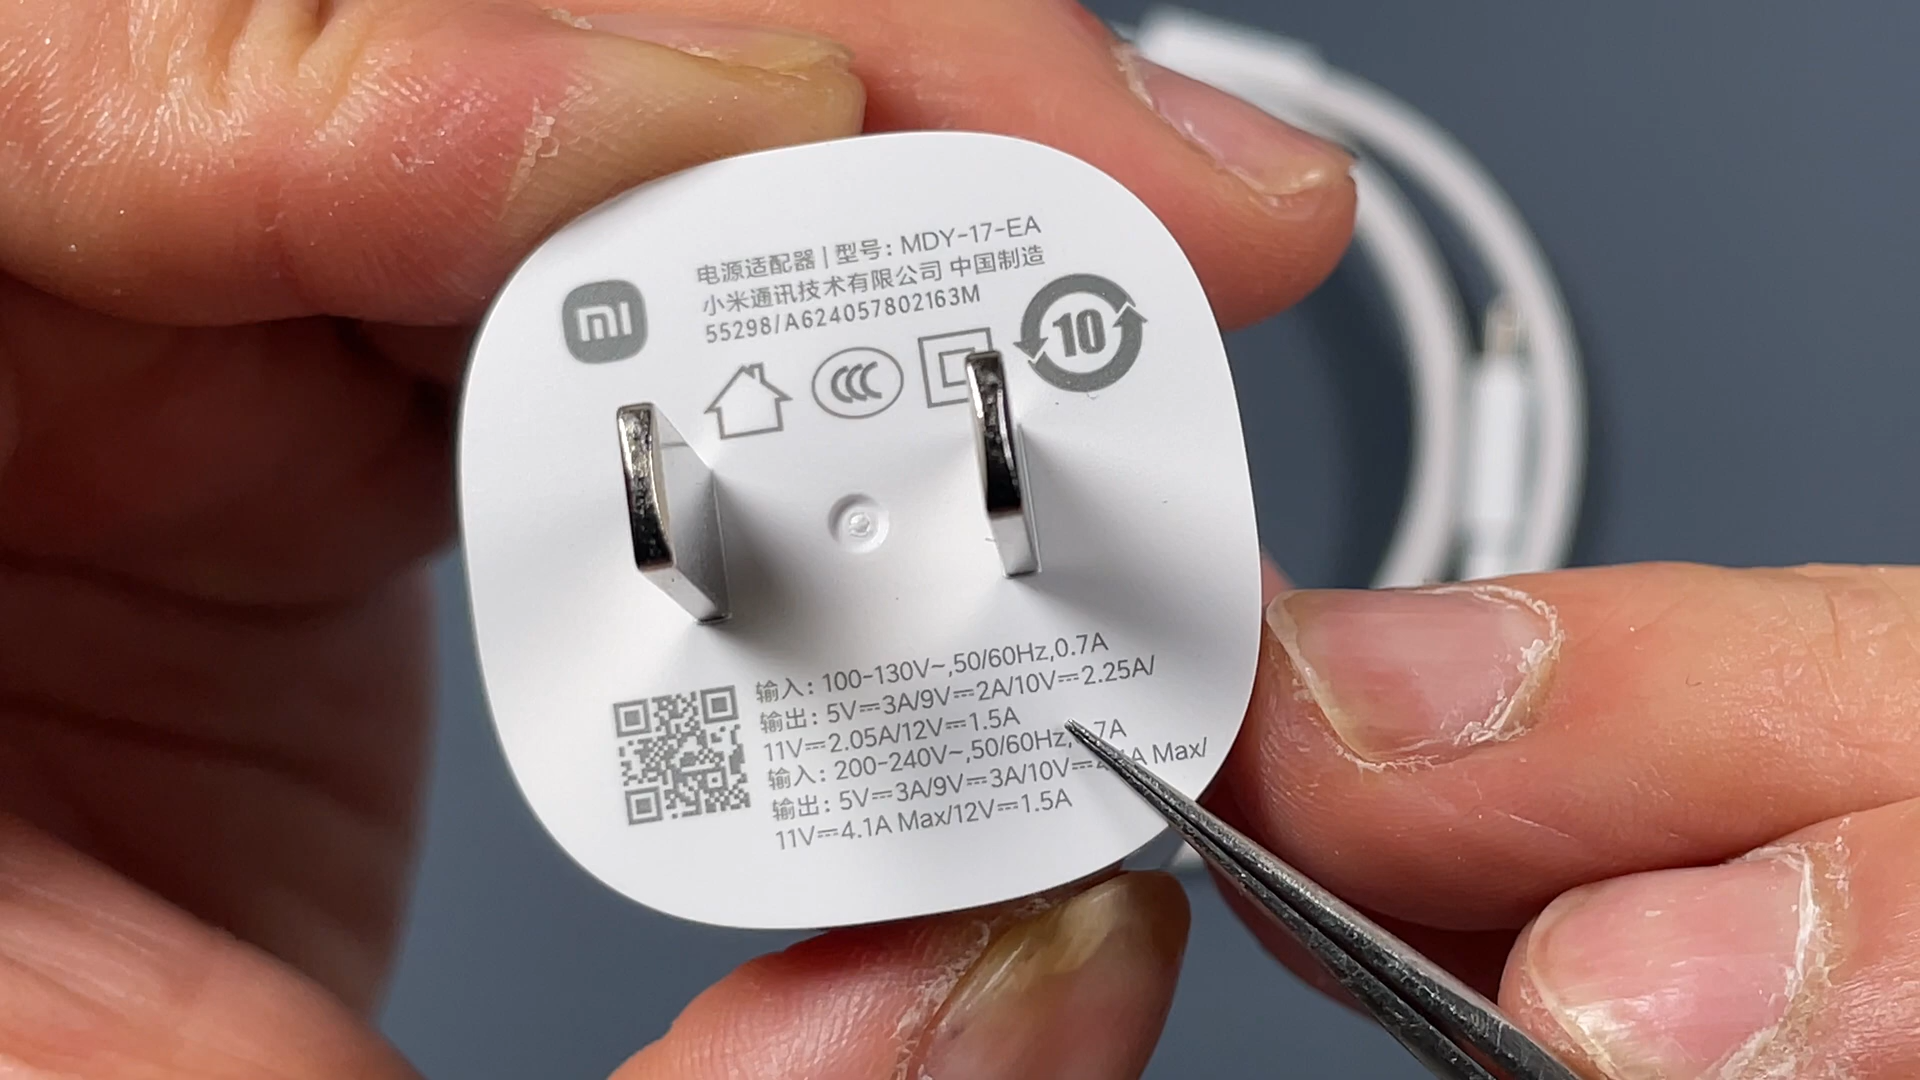 mi
电源适配器 | 型号: MDY-17-EA
小米通讯技术有限公司 中国制造
55298/A624057802163M
CCC
10
输入: 100-130V~,50/60Hz,0.7A
输出: 5V⎓3A/9V⎓2A/10V⎓2.25A/
11V⎓2.05A/12V⎓1.5A
输入: 200-240V~,50/60Hz, 7A
输出: 5V⎓3A/9V⎓3A/10V⎓ A Max/
11V⎓4.1A Max/12V⎓1.5A